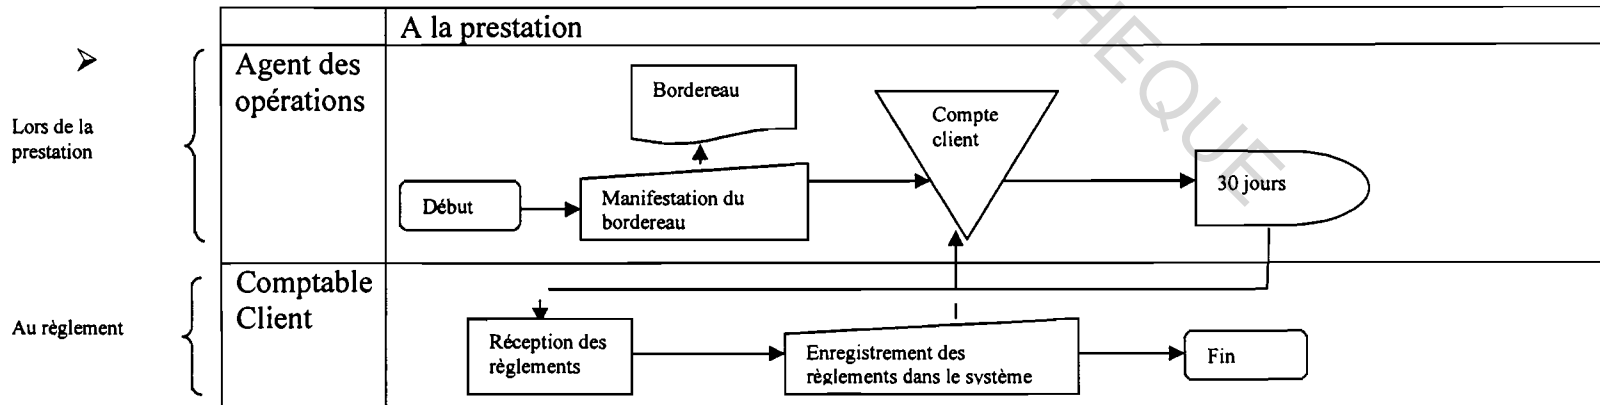 A la prestation
Agent des
opérations
Lors de la
prestation
Bordereau
Compte
client
30 jours
Début
Manifestation du
bordereau
Comptable
Client
Au règlement
Réception des
règlements
Enregistrement des
règlements dans le système
Fin
HEQUE